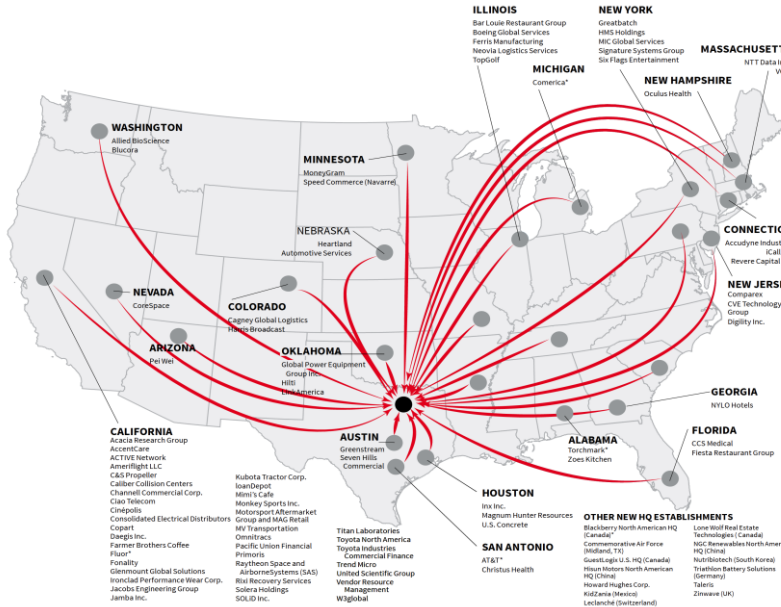 ILLINOIS
Bar Louie Restaurant Group
Boeing Global Services
Ferris Manufacturing
Neovia Logistics Services
TopGolf
NEW YORK
Greatbatch
HMS Holdings
MIC Global Services
Signature Systems Group
Six Flags Entertainment
MASSACHUSETT
NTT Data I
MICHIGAN
Comerica*
NEW HAMPSHIRE
Oculus Health
WASHINGTON
Allied BioScience
Blucora
MINNESOTA
MoneyGram
Speed Commerce (Navarre)
NEBRASKA
Heartland
Automotive Services
CONNECTIC
Accudyne Indust
iCall
Revere Capital
NEVADA
CoreSpace
COLORADO
Cagney Global Logistics
Harris Broadcast
NEW JERS
Comparex
CVE Technology
Group
Digility Inc.
ARIZONA
Pei Wei
OKLAHOMA
Global Power Equipment
Group Inc.
Hilti
LinkAmerica
GEORGIA
NYLO Hotels
CALIFORNIA
Acacia Research Group
AccentCare
ACTIVE Network
Ameriflight LLC
C&S Propeller
Caliber Collision Centers
Channell Commercial Corp.
Ciao Telecom
Cinépolis
Consolidated Electrical Distributors
Copart
Daegis Inc.
Farmer Brothers Coffee
Fluor*
Fonality
Glenmount Global Solutions
Ironclad Performance Wear Corp.
Jacobs Engineering Group
Jamba Inc.
Kubota Tractor Corp.
loanDepot
Mimi's Cafe
Monkey Sports Inc.
Motorsport Aftermarket
Group and MAG Retail
MV Transportation
Omnitracs
Pacific Union Financial
Primoris
Raytheon Space and
AirborneSystems (SAS)
Rixi Recovery Services
Solera Holdings
SOLiD Inc.
Titan Laboratories
Toyota North America
Toyota Industries
Commercial Finance
Trend Micro
United Scientific Group
Vendor Resource
Management
W3global
AUSTIN
Greenstream
Seven Hills
Commercial
ALABAMA
Torchmark*
Zoes Kitchen
FLORIDA
CCS Medical
Fiesta Restaurant Group
HOUSTON
Inx Inc.
Magnum Hunter Resources
U.S. Concrete
SAN ANTONIO
AT&T*
Christus Health
OTHER NEW HQ ESTABLISHMENTS
Blackberry North American HQ
(Canada)*
Commemorative Air Force
(Midland, TX)
GuestLogix U.S. HQ (Canada)
Hisun Motors North American
HQ (China)
Howard Hughes Corp.
KidZania (Mexico)
Leclanché (Switzerland)
Lone Wolf Real Estate
Technologies (Canada)
NGC Renewables North Amer
HQ (China)
Nutribiotech (South Korea)
Triathlon Battery Solutions
(Germany)
Taleris
Zinwave (UK)